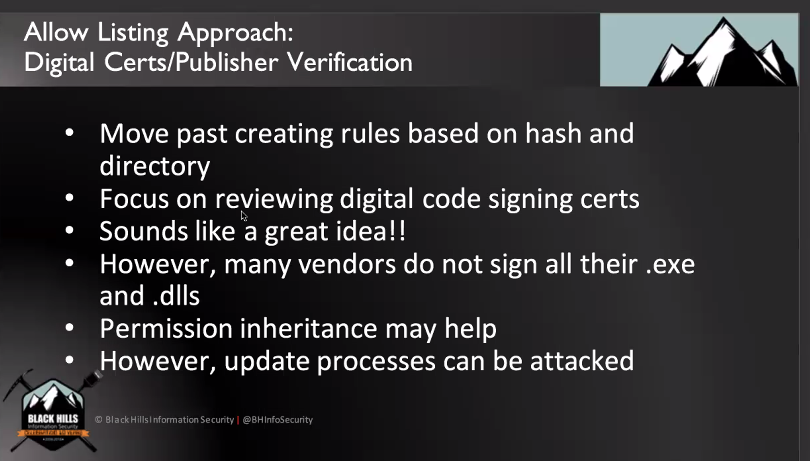 Allow Listing Approach:
Digital Certs/Publisher Verification
• Move past creating rules based on hash and
directory
• Focus on reviewing digital code signing certs
• Sounds like a great idea!!
• However, many vendors do not sign all their .exe
and .dlls
• Permission inheritance may help
• However, update processes can be attacked
BLACK HILLS
Information Security
© Black Hills Information Security | @BHInfoSecurity